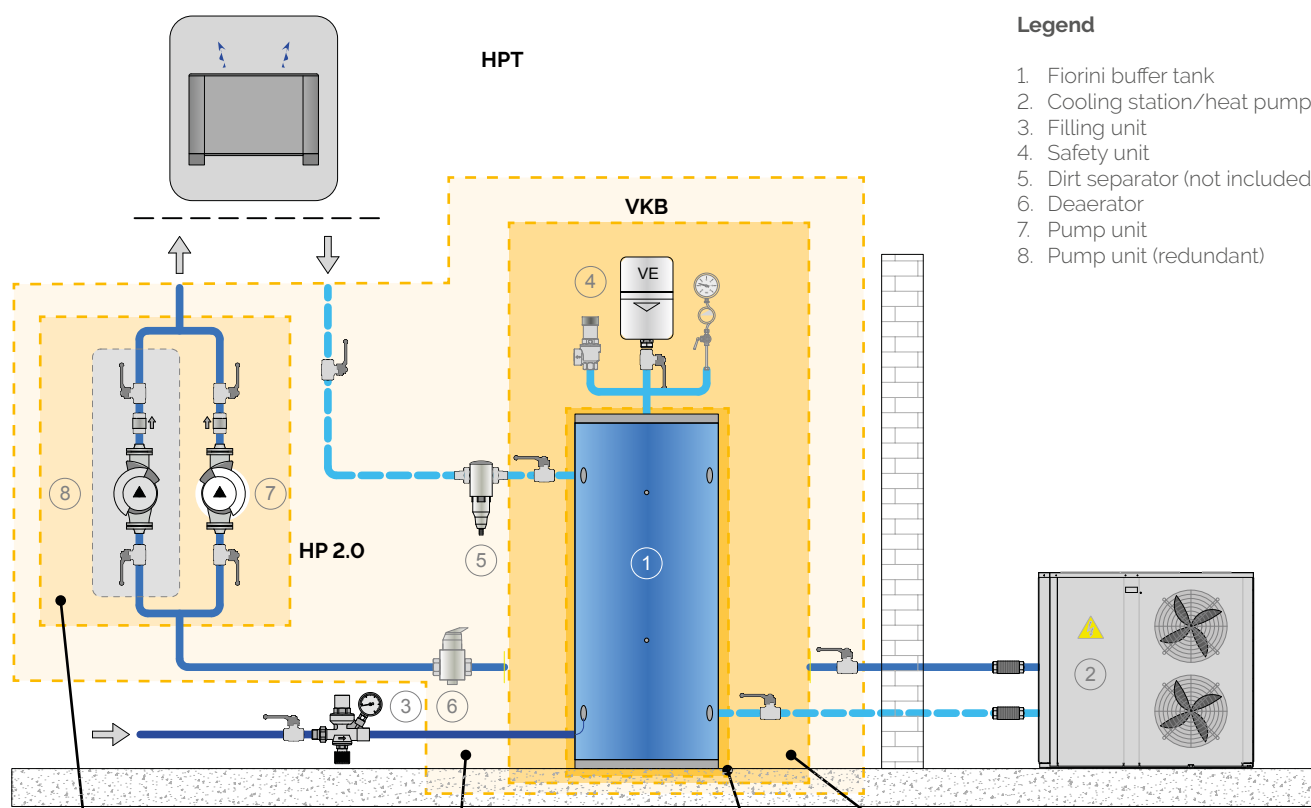 HPT
Legend
1. Fiorini buffer tank
2. Cooling station/heat pump
3. Filling unit
4. Safety unit
5. Dirt separator (not included
6. Deaerator
7. Pump unit
8. Pump unit (redundant)
VKB
4
VE
8
7
HP 2.0
5
1
2
3
6